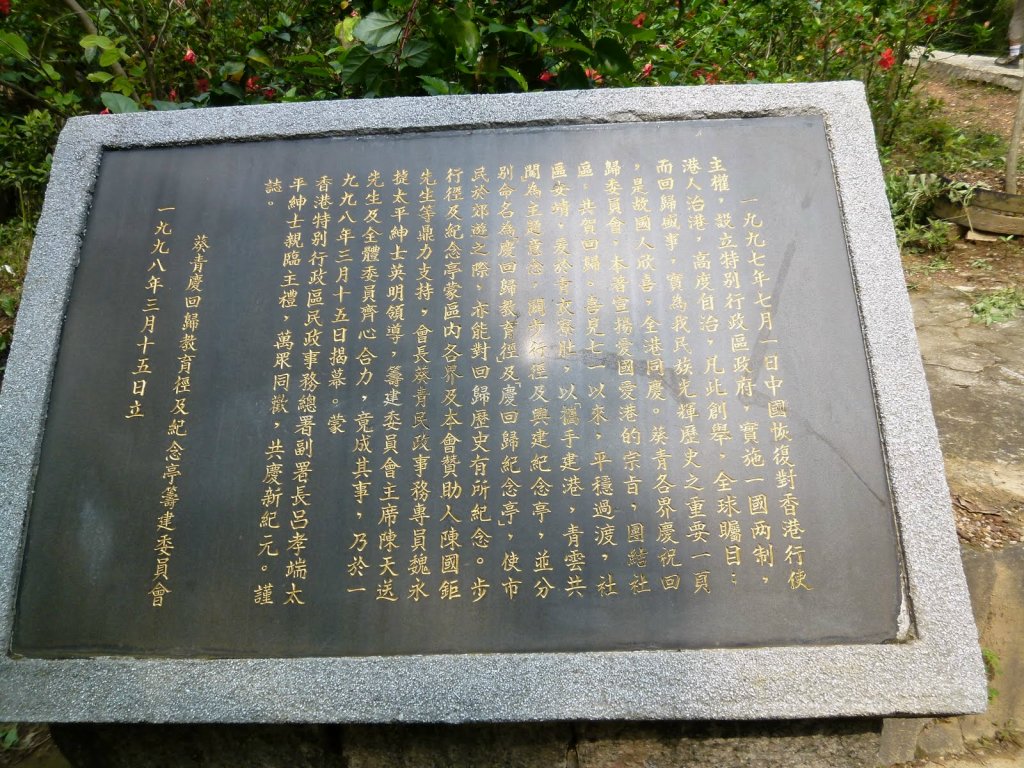 一九九七年七月一日中國恢復對香港行使
主權，設立特別行政區政府，實施一國两制，
港人治港，高度自治，凡此創舉，全球矚目；
而回歸盛事，實為我民族光輝歷史之重要一頁
，是故國人欣喜，全港同慶。葵青各界慶祝回
歸委員會，本著宣揚愛國愛港的宗旨，團結社
區，共賀回歸。喜見七一以來，平穩過渡，社
區安靖，爰於青衣寮肚，以攜手建港，青雲共
闖為主題意念，闢步行徑及興建紀念亭，並分
別命名為慶回歸教育徑及「慶回歸紀念亭」，使市
民於郊遊之際，亦能對回歸歷史有所紀念。步
行徑及紀念亭蒙區內各界及本會贊助人陳國鉅
先生等鼎力支持，會長葵青民政事務專員魏永
捷太平紳士英明領導，籌建委員會主席陳天送
先生及全體委員齊心合力，竟成其事，乃於一
九九八年三月十五日揭幕。蒙
香港特别行政區民政事務總署副署長呂孝端太
平紳士親臨主禮，萬眾同歡，共慶新紀元。謹
誌。
葵青慶回歸教育徑及紀念亭籌建委員會
一九九八年三月十五日立